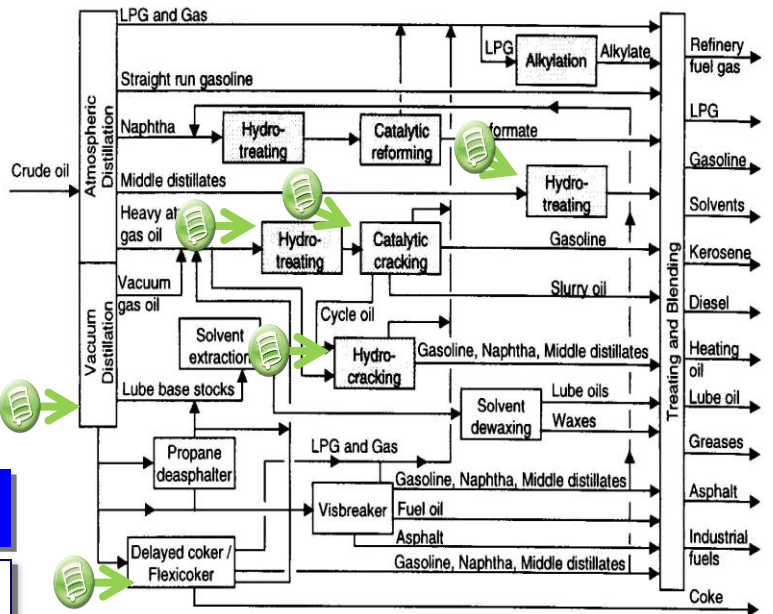 LPG and Gas
LPG
Alkylation
Alkylate
Refinery
fuel gas
Straight run gasoline
LPG
Naphtha
Hydro-
treating
Catalytic
reforming
formate
Gasoline
Crude oil
Atmospheric
Distillation
Middle distillates
Hydro-
treating
Solvents
Heavy at
gas oil
Hydro-
treating
Catalytic
cracking
Gasoline
Kerosene
Vacuum
gas oil
Slurry oil
Diesel
Cycle oil
Vacuum
Distillation
Solvent
extraction
Hydro-
cracking
Gasoline, Naphtha, Middle distillates
Heating
oil
Treating and Blending
Lube base stocks
Lube oils
Lube oil
Solvent
dewaxing
Waxes
Propane
deasphalter
LPG and Gas
Greases
Gasoline, Naphtha, Middle distillates
Visbreaker
Fuel oil
Asphalt
Asphalt
Delayed coker /
Flexicoker
Gasoline, Naphtha, Middle distillates
Industrial
fuels
Coke